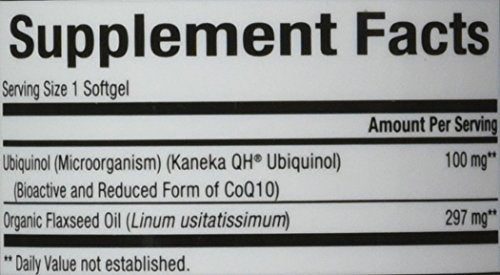 Supplement Facts
Serving Size 1 Softgel
Amount Per Serving
Ubiquinol (Microorganism) (Kaneka QH® Ubiquinol) 100 mg**
(Bioactive and Reduced Form of CoQ10)
Organic Flaxseed Oil (Linum usitatissimum) 297 mg**
** Daily Value not established.